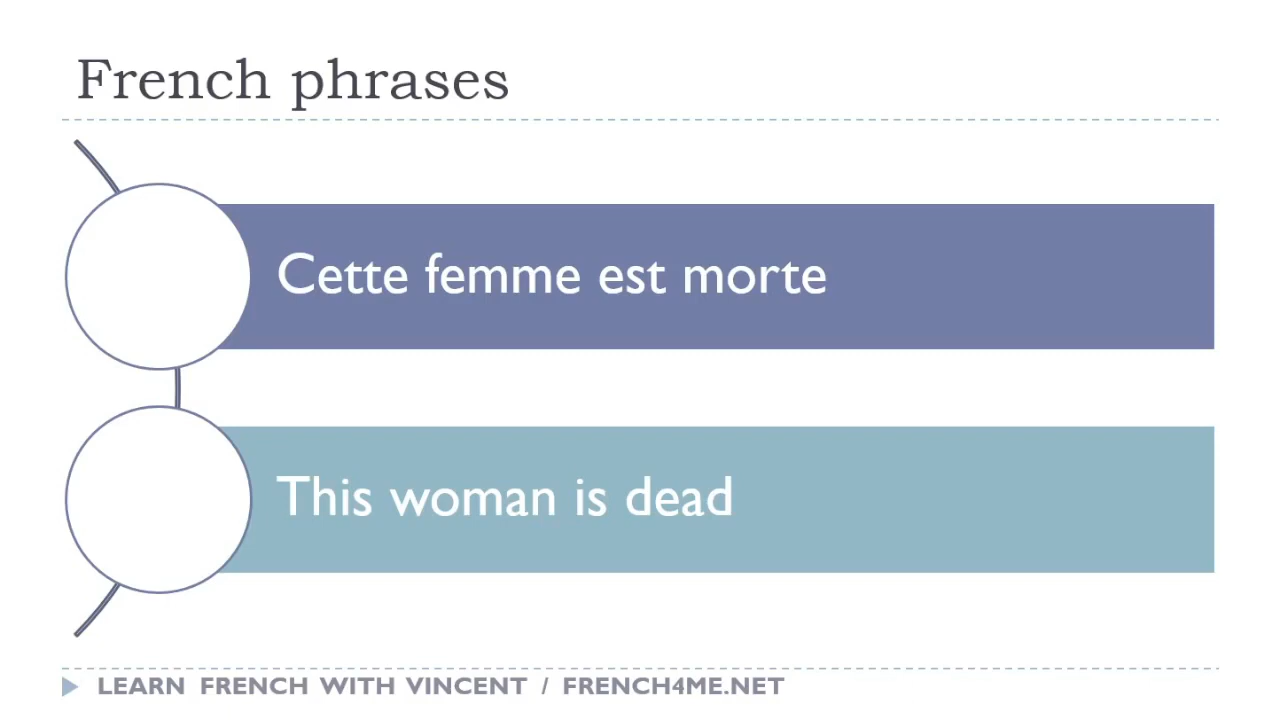 French phrases
Cette femme est morte
This woman is dead
LEARN FRENCH WITH VINCENT / FRENCH4ME.NET